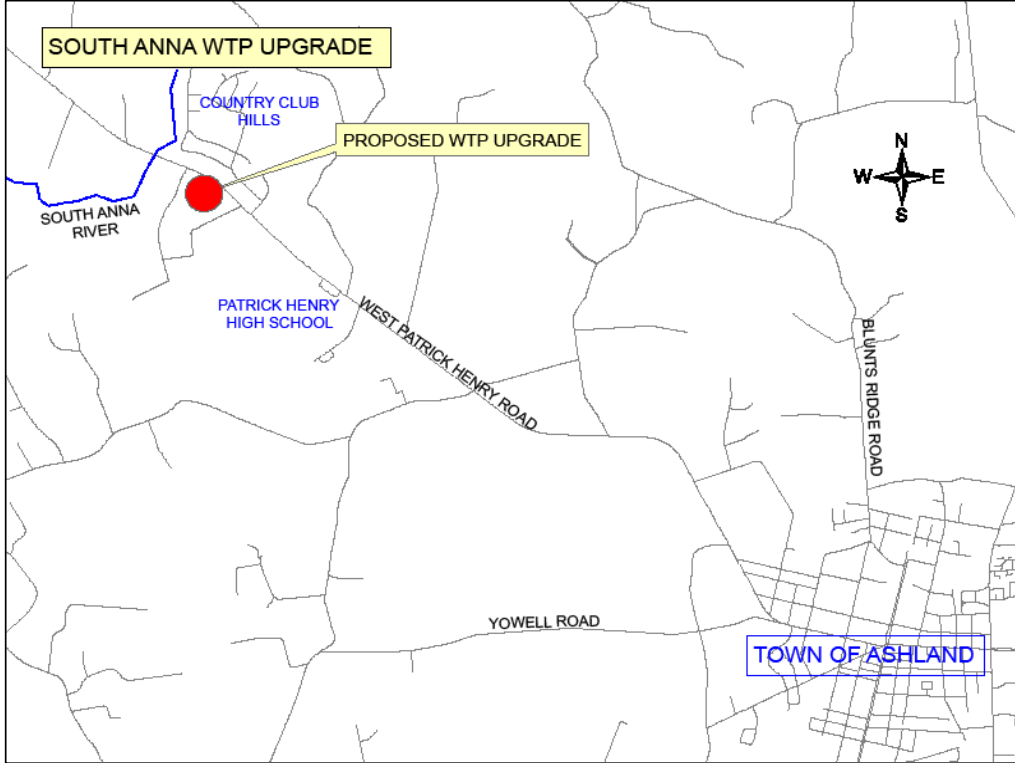 SOUTH ANNA WTP UPGRADE
COUNTRY CLUB
HILLS
PROPOSED WTP UPGRADE
N
W
E
S
SOUTH ANNA
RIVER
PATRICK HENRY
HIGH SCHOOL
WEST PATRICK HENRY ROAD
BLUNTS RIDGE ROAD
YOWELL ROAD
TOWN OF ASHLAND